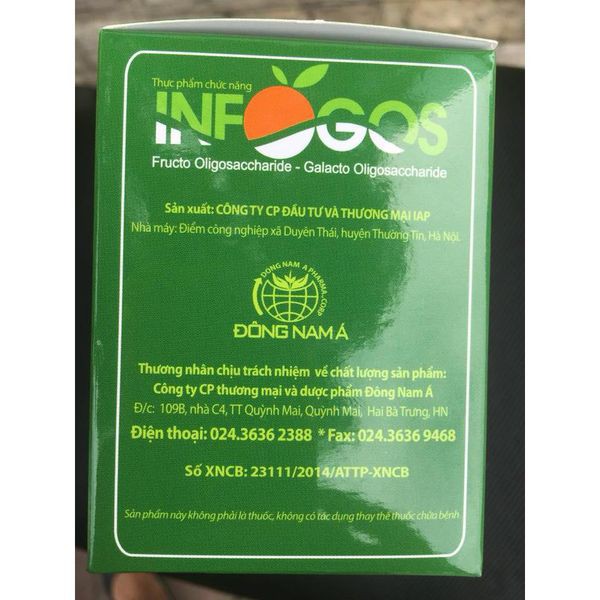 Thực phẩm chức năng
INFOGOS
Fructo Oligosaccharide - Galacto Oligosaccharide
Sản xuất: CÔNG TY CP ĐẦU TƯ VÀ THƯƠNG MẠI IAP
Nhà máy: Điểm công nghiệp xã Duyên Thái, huyện Thường Tín, Hà Nội.
DONG NAM A PHARMA.CORP
ĐÔNG NAM Á
Thương nhân chịu trách nhiệm về chất lượng sản phẩm:
Công ty CP thương mại và dược phẩm Đông Nam Á
Đ/c: 109B, nhà C4, TT Quỳnh Mai, Quỳnh Mai, Hai Bà Trưng, HN
Điện thoại: 024.3636 2388 * Fax: 024.3636 9468
Số XNCB: 23111/2014/ATTP-XNCB
Sản phẩm này không phải là thuốc, không có tác dụng thay thế thuốc chữa bệnh